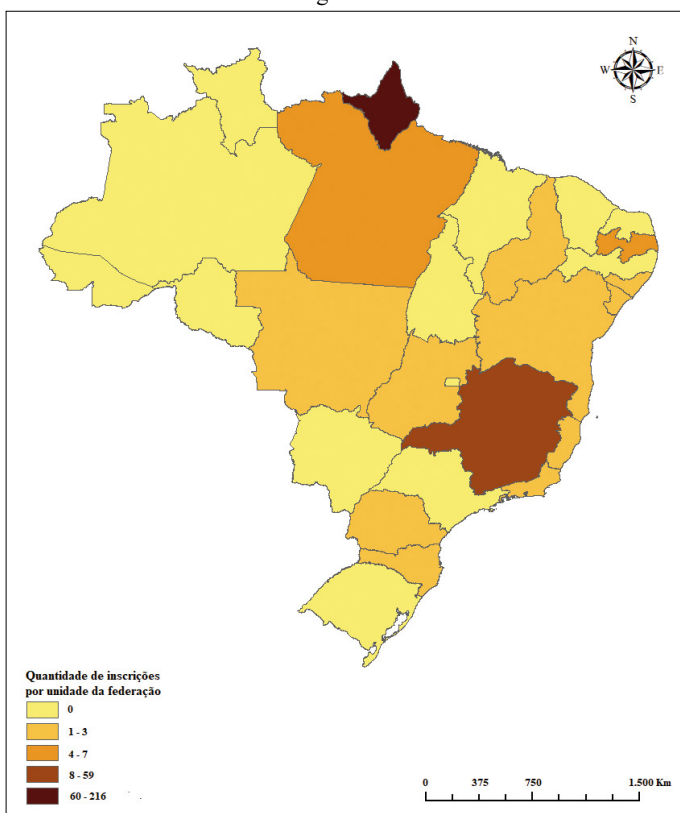 N
W E
S
Quantidade de inscrições
por unidade da federação
0
1 - 3
4 - 7
8 - 59
60 - 216
0 375 750 1.500 Km